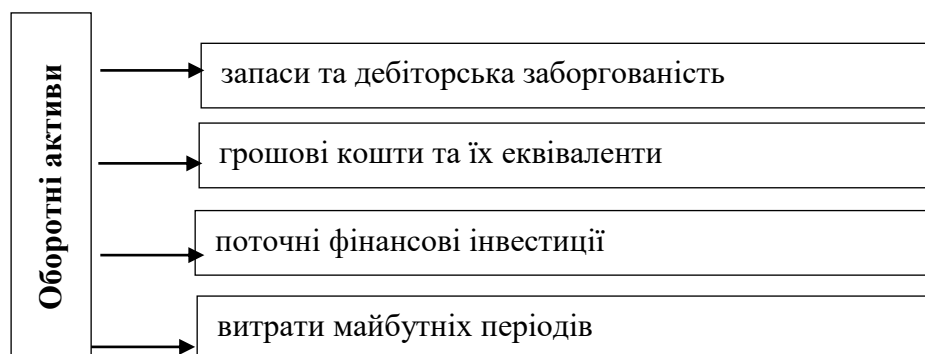 Оборотні активи
запаси та дебіторська заборгованість
грошові кошти та їх еквіваленти
поточні фінансові інвестиції
витрати майбутніх періодів